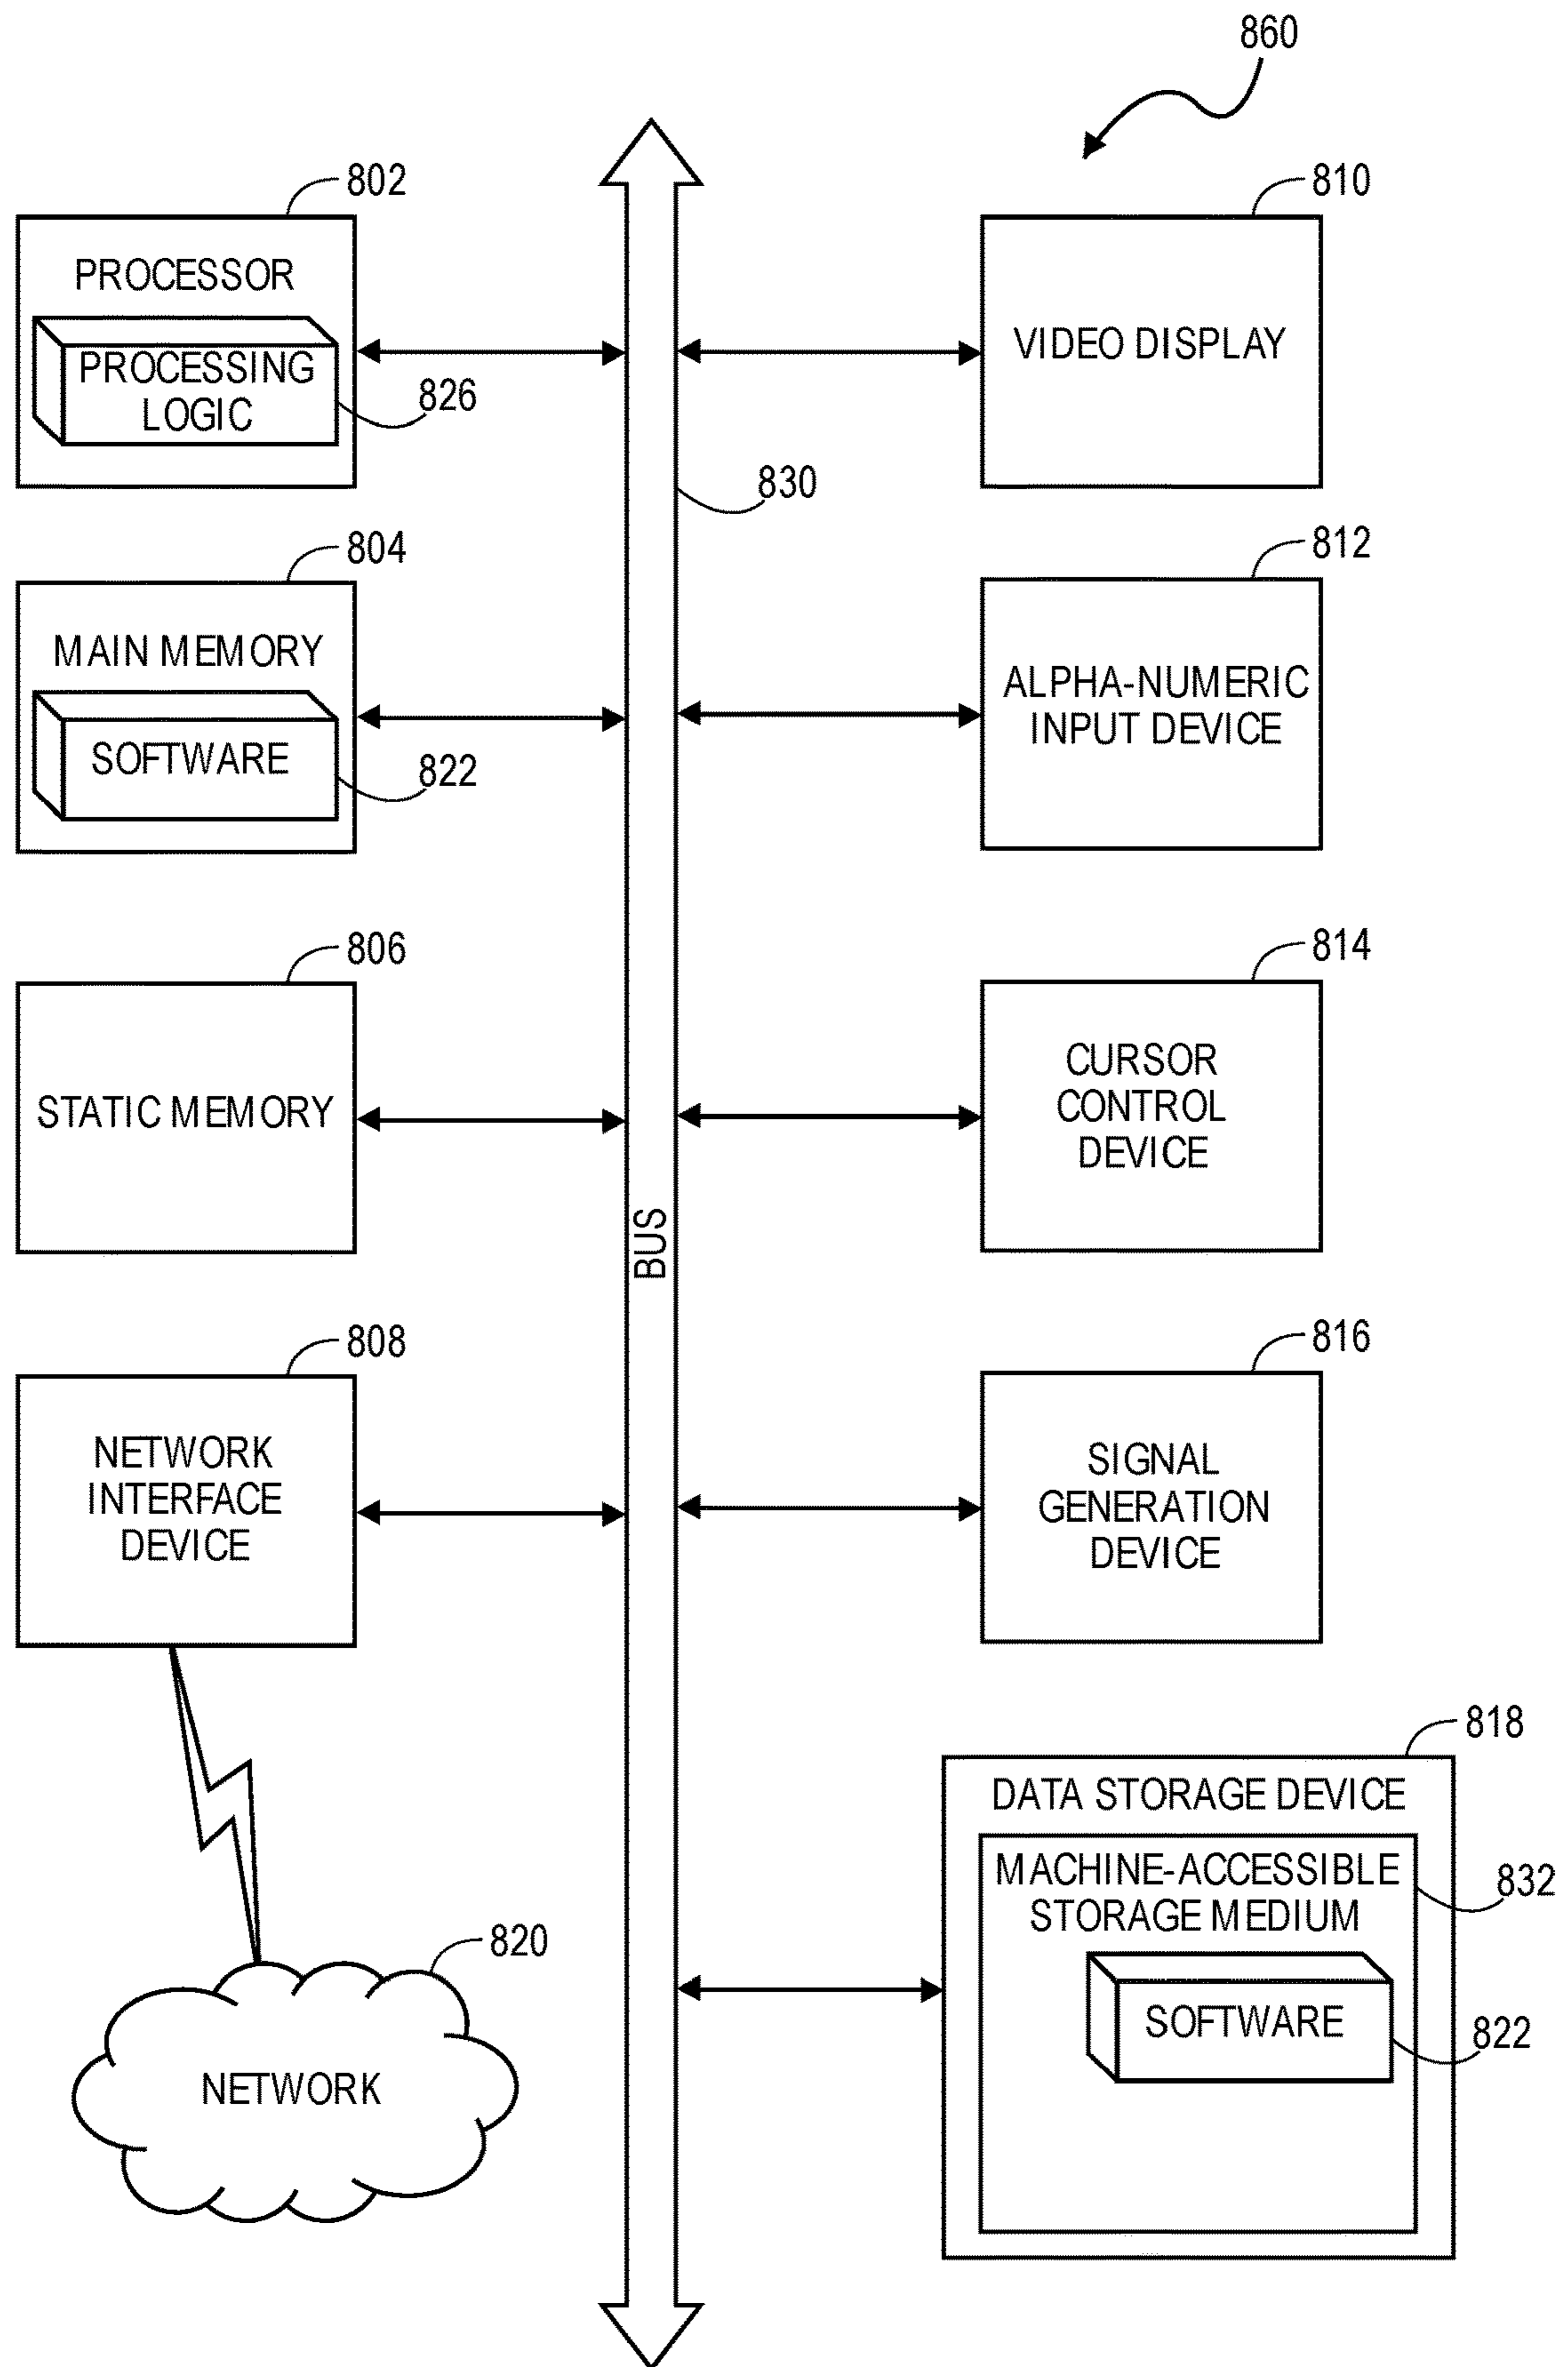 860
802
PROCESSOR
PROCESSING
LOGIC
826
810
VIDEO DISPLAY
830
804
MAIN MEMORY
SOFTWARE
822
812
ALPHA-NUMERIC
INPUT DEVICE
806
STATIC MEMORY
814
CURSOR
CONTROL
DEVICE
BUS
808
NETWORK
INTERFACE
DEVICE
816
SIGNAL
GENERATION
DEVICE
820
NETWORK
818
DATA STORAGE DEVICE
MACHINE-ACCESSIBLE
STORAGE MEDIUM
832
SOFTWARE
822